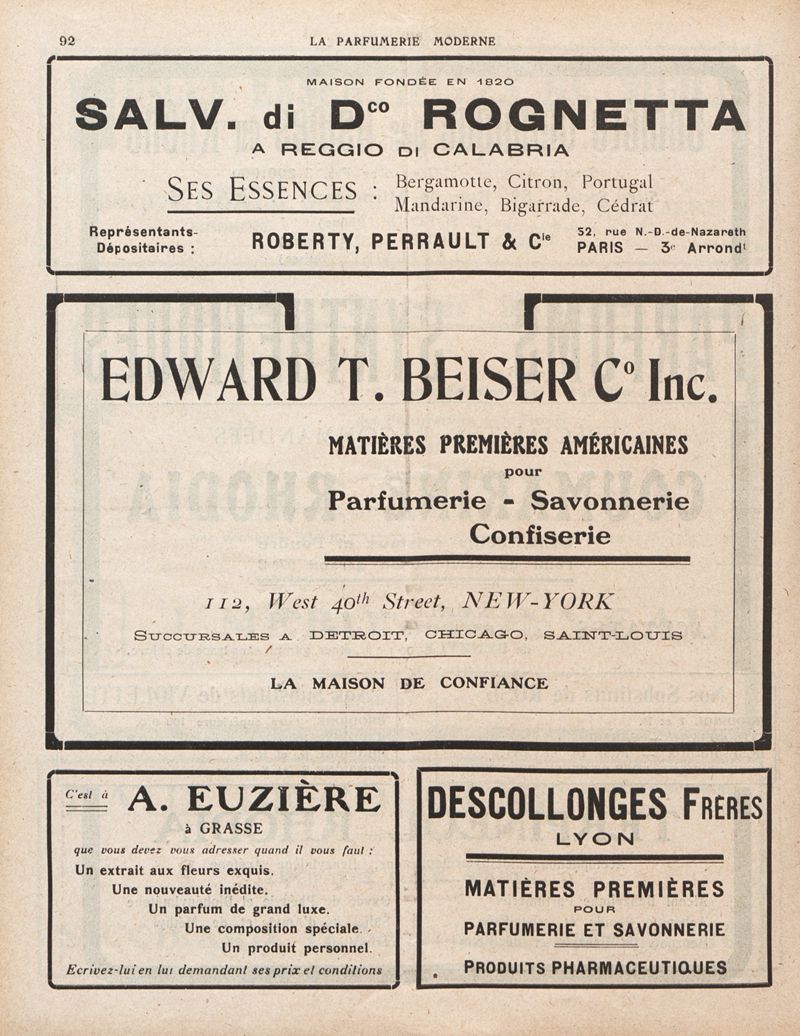 92
LA PARFUMERIE MODERNE
MAISON FONDÉE EN 1820
SALV. di Dco ROGNETTA
A REGGIO DI CALABRIA
SES ESSENCES :
Bergamotte, Citron, Portugal
Mandarine, Bigarrade, Cédrat
Représentants-
Dépositaires :
ROBERTY, PERRAULT & Cie
32, rue N.-D.-de-Nazareth
PARIS — 3e Arrondt
EDWARD T. BEISER Co Inc.
MATIÈRES PREMIÈRES AMÉRICAINES
pour
Parfumerie - Savonnerie
Confiserie
112, West 40th Street, NEW-YORK
SUCCURSALES A DETROIT, CHICAGO, SAINT-LOUIS
LA MAISON DE CONFIANCE
C'est à
A. EUZIÈRE
à GRASSE
que vous devez vous adresser quand il vous faut :
Un extrait aux fleurs exquis.
Une nouveauté inédite.
Un parfum de grand luxe.
Une composition spéciale.
Un produit personnel.
Ecrivez-lui en lui demandant ses prix et conditions
DESCOLLONGES FRÈRES
LYON
MATIÈRES PREMIÈRES
POUR
PARFUMERIE ET SAVONNERIE
PRODUITS PHARMACEUTIQUES